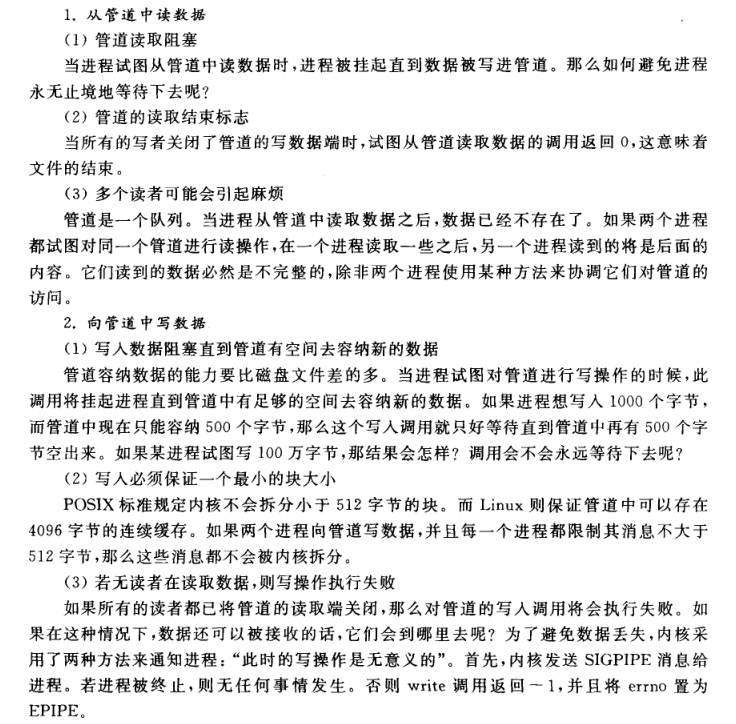 1. 从管道中读数据
(1) 管道读取阻塞
当进程试图从管道中读数据时,进程被挂起直到数据被写进管道。那么如何避免进程
永无止境地等待下去呢?
(2) 管道的读取结束标志
当所有的写者关闭了管道的写数据端时,试图从管道读取数据的调用返回 0,这意味着
文件的结束。
(3) 多个读者可能会引起麻烦
管道是一个队列。当进程从管道中读取数据之后,数据已经不存在了。如果两个进程
都试图对同一个管道进行读操作,在一个进程读取一些之后,另一个进程读到的将是后面的
内容。它们读到的数据必然是不完整的,除非两个进程使用某种方法来协调它们对管道的
访问。
2. 向管道中写数据
(1) 写入数据阻塞直到管道有空间去容纳新的数据
管道容纳数据的能力要比磁盘文件差的多。当进程试图对管道进行写操作的时候,此
调用将挂起进程直到管道中有足够的空间去容纳新的数据。如果进程想写入 1000 个字节,
而管道中现在只能容纳 500 个字节,那么这个写入调用就只好等待直到管道中再有 500 个字
节空出来。如果某进程试图写 100 万字节,那结果会怎样? 调用会不会永远等待下去呢?
(2) 写入必须保证一个最小的块大小
POSIX 标准规定内核不会拆分小于 512 字节的块。而 Linux 则保证管道中可以存在
4096 字节的连续缓存。如果两个进程向管道写数据,并且每一个进程都限制其消息不大于
512 字节,那么这些消息都不会被内核拆分。
(3) 若无读者在读取数据,则写操作执行失败
如果所有的读者都已将管道的读取端关闭,那么对管道的写入调用将会执行失败。如
果在这种情况下,数据还可以被接收的话,它们会到哪里去呢? 为了避免数据丢失,内核采
用了两种方法来通知进程:“此时的写操作是无意义的”。首先,内核发送 SIGPIPE 消息给
进程。若进程被终止,则无任何事情发生。否则 write 调用返回 -1,并且将 errno 置为
EPIPE。